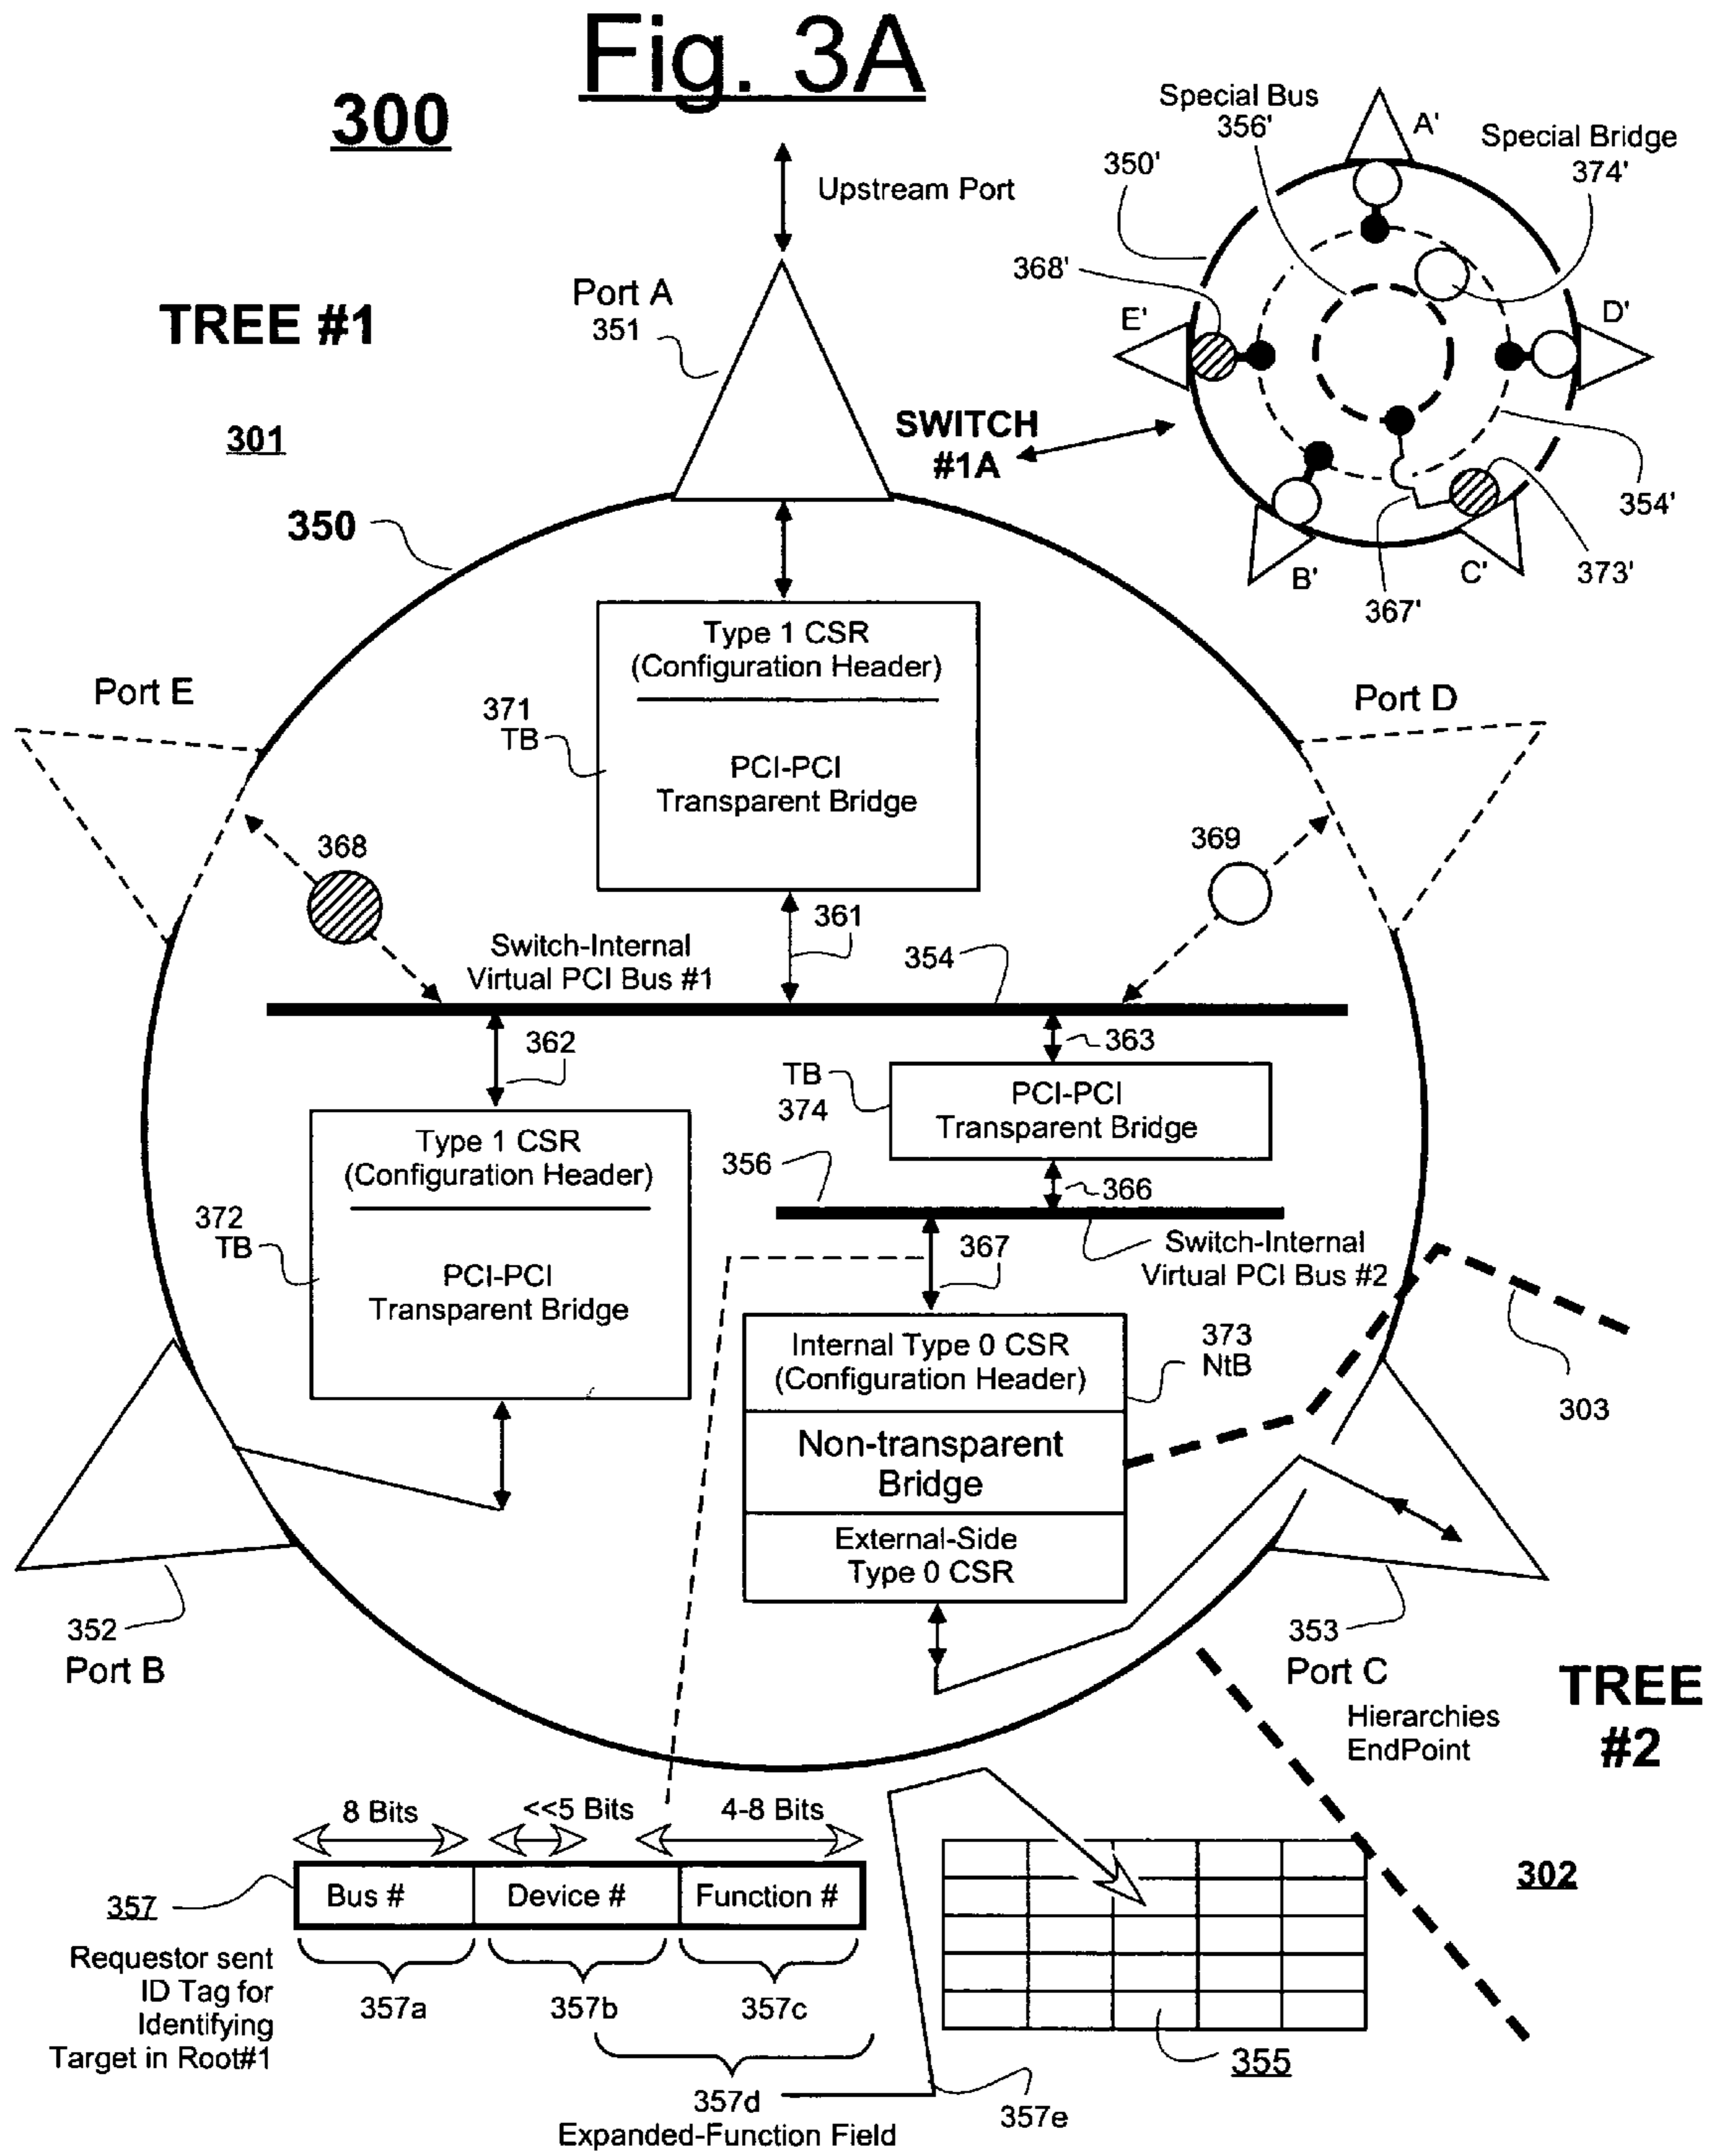 Fig. 3A
300
Special Bus
356'
A'
Special Bridge
374'
350'
Upstream Port
368'
Port A
351
TREE #1
E'
D'
301
SWITCH
#1A
350
354'
B'
C'
373'
367'
Type 1 CSR
(Configuration Header)
Port E
Port D
371
TB
PCI-PCI
Transparent Bridge
368
369
361
Switch-Internal
Virtual PCI Bus #1
354
362
363
TB
374
PCI-PCI
Transparent Bridge
Type 1 CSR
(Configuration Header)
356
366
372
TB
367
Switch-Internal
Virtual PCI Bus #2
PCI-PCI
Transparent Bridge
Internal Type 0 CSR
(Configuration Header)
373
NtB
303
Non-transparent
Bridge
External-Side
Type 0 CSR
352
Port B
353
Port C
TREE
#2
Hierarchies
EndPoint
8 Bits
<<5 Bits
4-8 Bits
302
357
Bus #
Device #
Function #
Requestor sent
ID Tag for
Identifying
Target in Root#1
357a
357b
357c
355
357d
357e
Expanded-Function Field